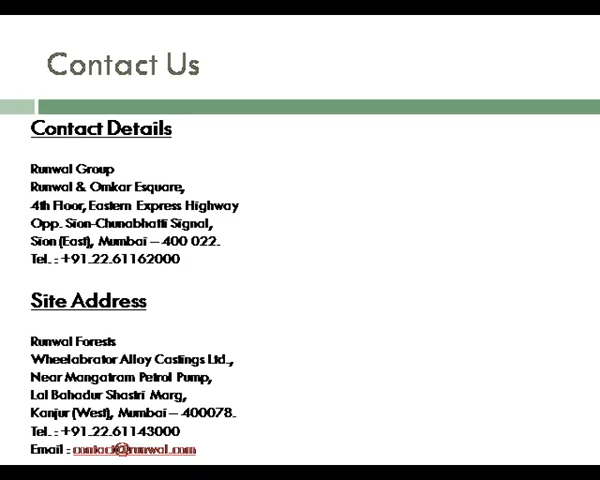 Contact Us
Contact Details
Runwal Group
Runwal & Omkar Esquare,
4th Floor, Eastern Express Highway
Opp. Sion-Chunabhatti Signal,
Sion (East), Mumbai – 400 022.
Tel. : +91.22.61162000
Site Address
Runwal Forests
Wheelabrator Alloy Castings Ltd.,
Near Mangatram Petrol Pump,
Lal Bahadur Shastri Marg,
Kanjur (West), Mumbai – 400078.
Tel. : +91.22.61143000
Email : contact@runwal.com